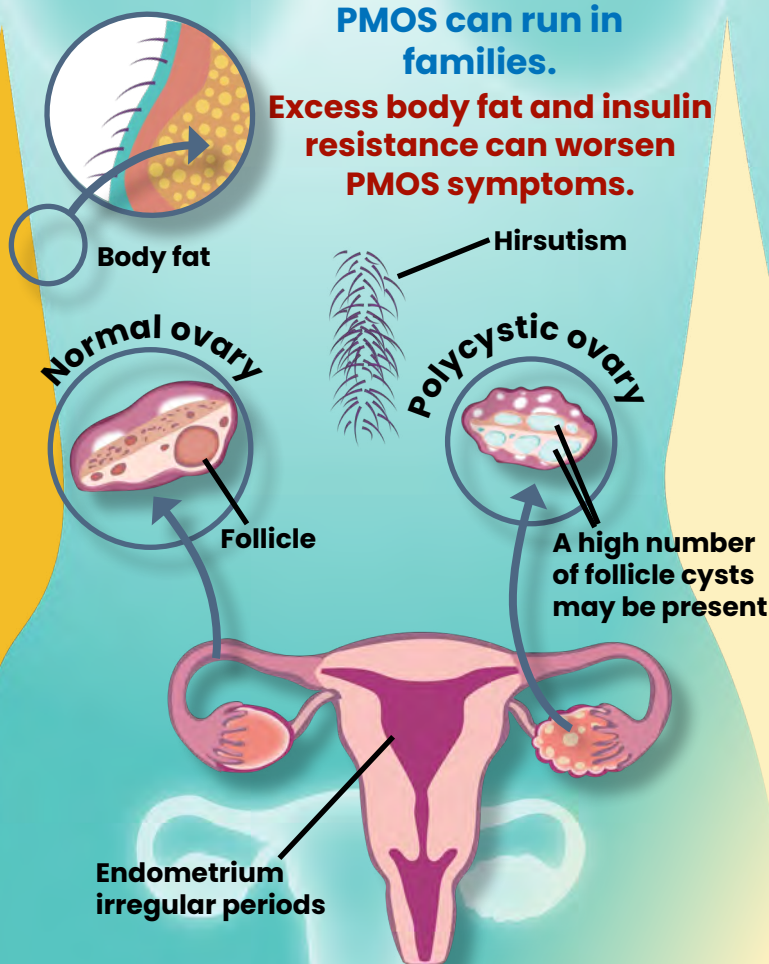 PMOS can run in
families.
Excess body fat and insulin
resistance can worsen
PMOS symptoms.
Hirsutism
Body fat
Normal ovary
Polycystic ovary
Follicle
A high number
of follicle cysts
may be present
Endometrium
irregular periods